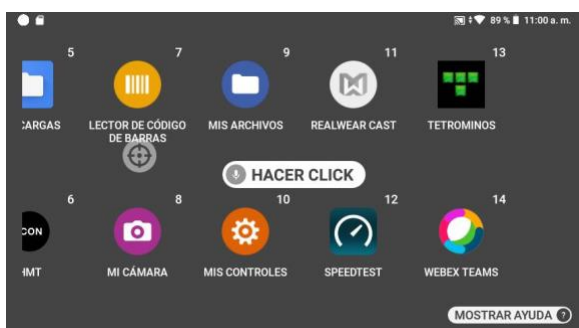 89 % 11:00 a. m.
5
7
9
11
13
CARGAS
LECTOR DE CÓDIGO
DE BARRAS
MIS ARCHIVOS
REALWEAR CAST
TETROMINOS
HACER CLICK
6
8
10
12
14
CON
HMT
MI CÁMARA
MIS CONTROLES
SPEEDTEST
WEBEX TEAMS
MOSTRAR AYUDA ?